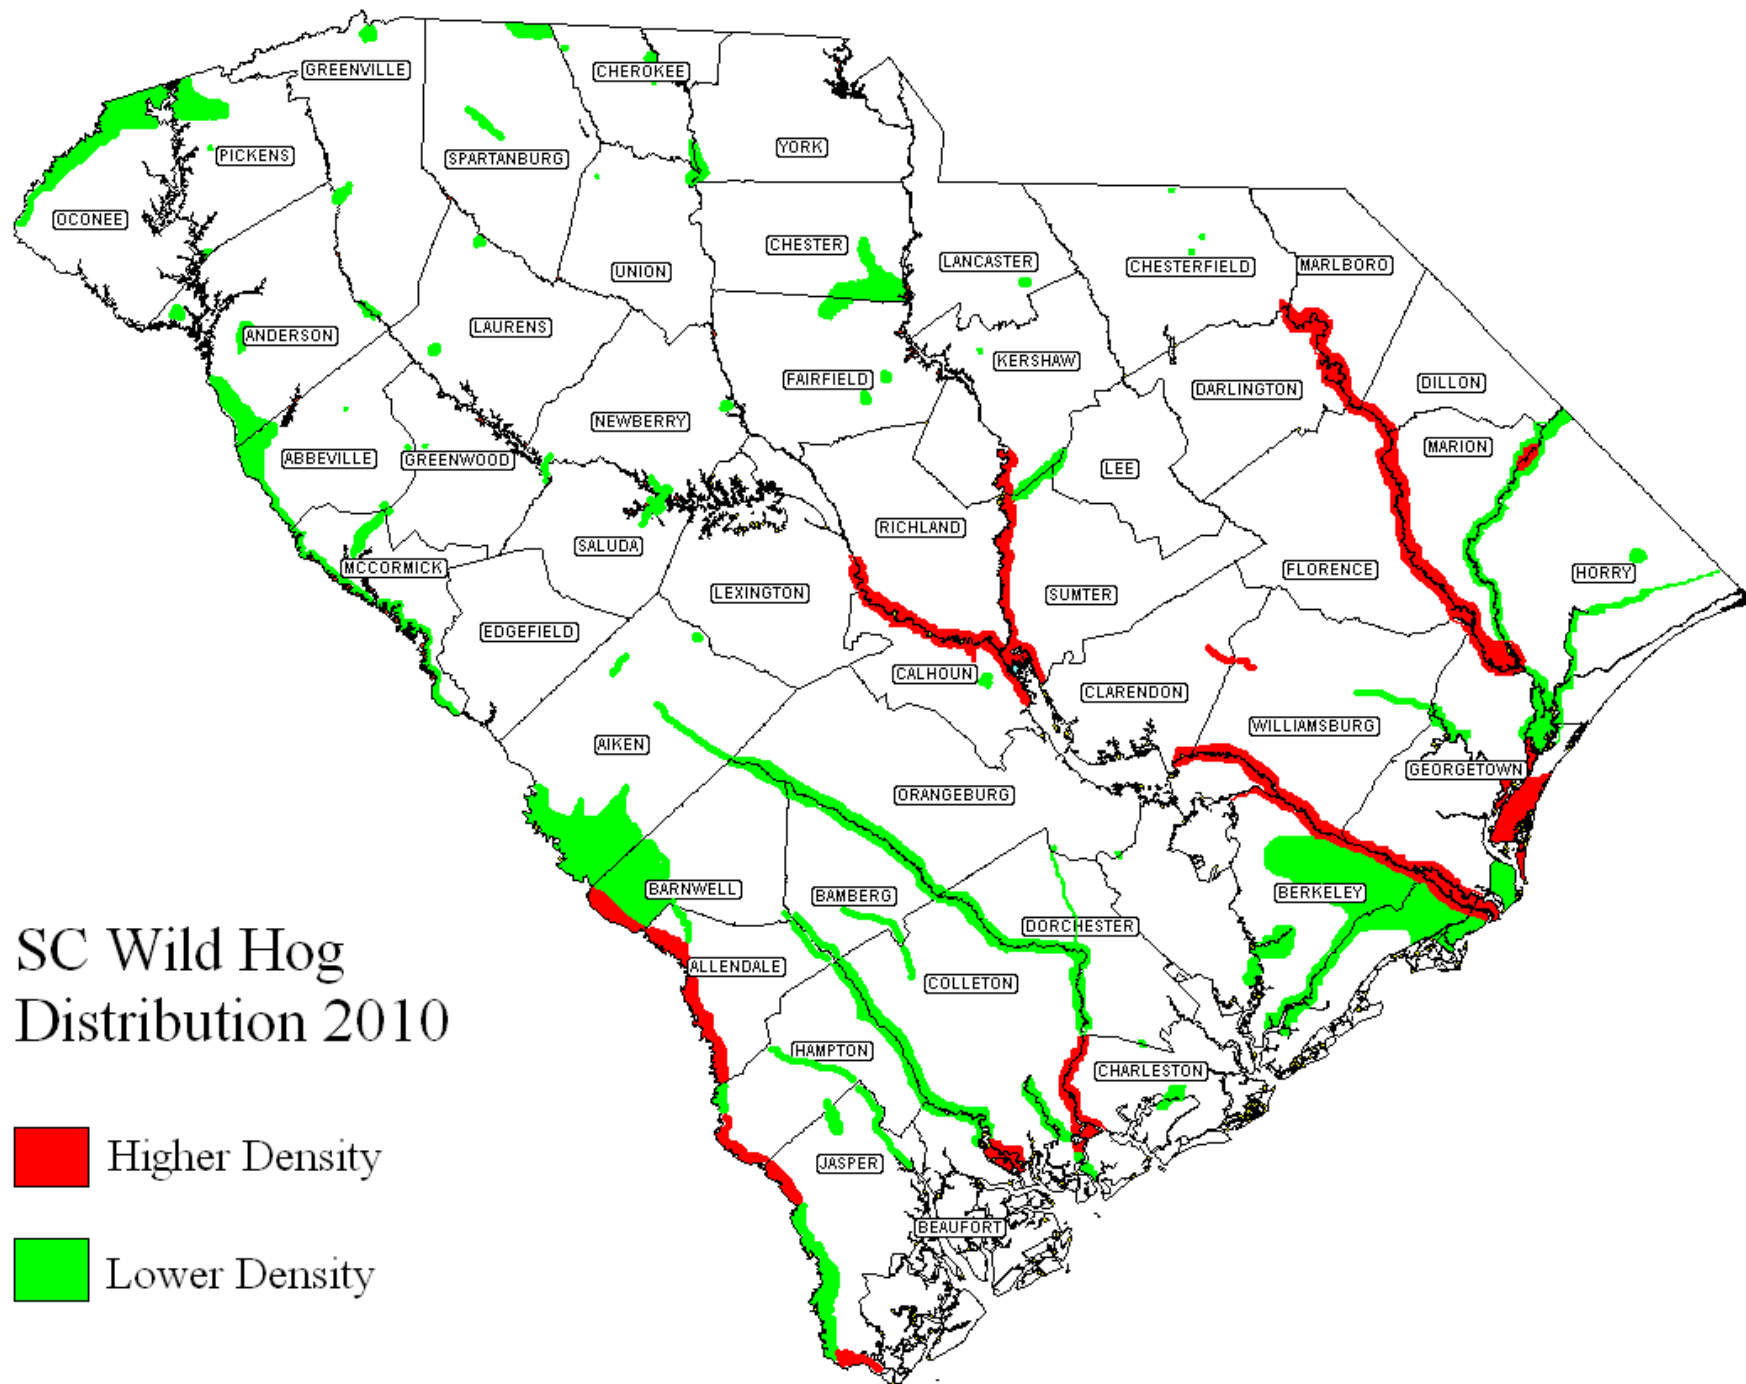 GREENVILLE
CHEROKEE
PICKENS
SPARTANBURG
YORK
OCONEE
CHESTER
LANCASTER
CHESTERFIELD
MARLBORO
UNION
ANDERSON
LAURENS
KERSHAW
FAIRFIELD
DARLINGTON
DILLON
NEWBERRY
MARION
ABBEVILLE
GREENWOOD
LEE
RICHLAND
SALUDA
MCCORMICK
FLORENCE
HORRY
LEXINGTON
SUMTER
EDGEFIELD
CALHOUN
CLARENDON
AIKEN
WILLIAMSBURG
GEORGETOWN
ORANGEBURG
BARNWELL
BAMBERG
BERKELEY
DORCHESTER
ALLENDALE
COLLETON
HAMPTON
CHARLESTON
JASPER
BEAUFORT
SC Wild Hog
Distribution 2010
Higher Density
Lower Density